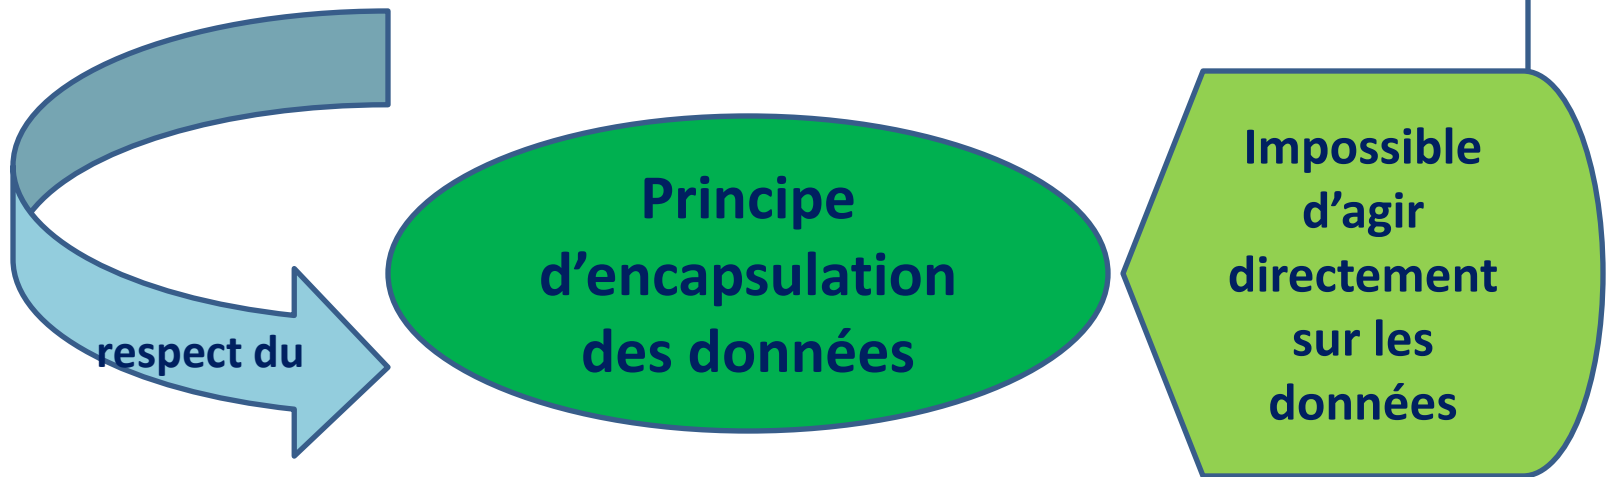 respect du
Principe
d’encapsulation
des données
Impossible
d’agir
directement
sur les
données